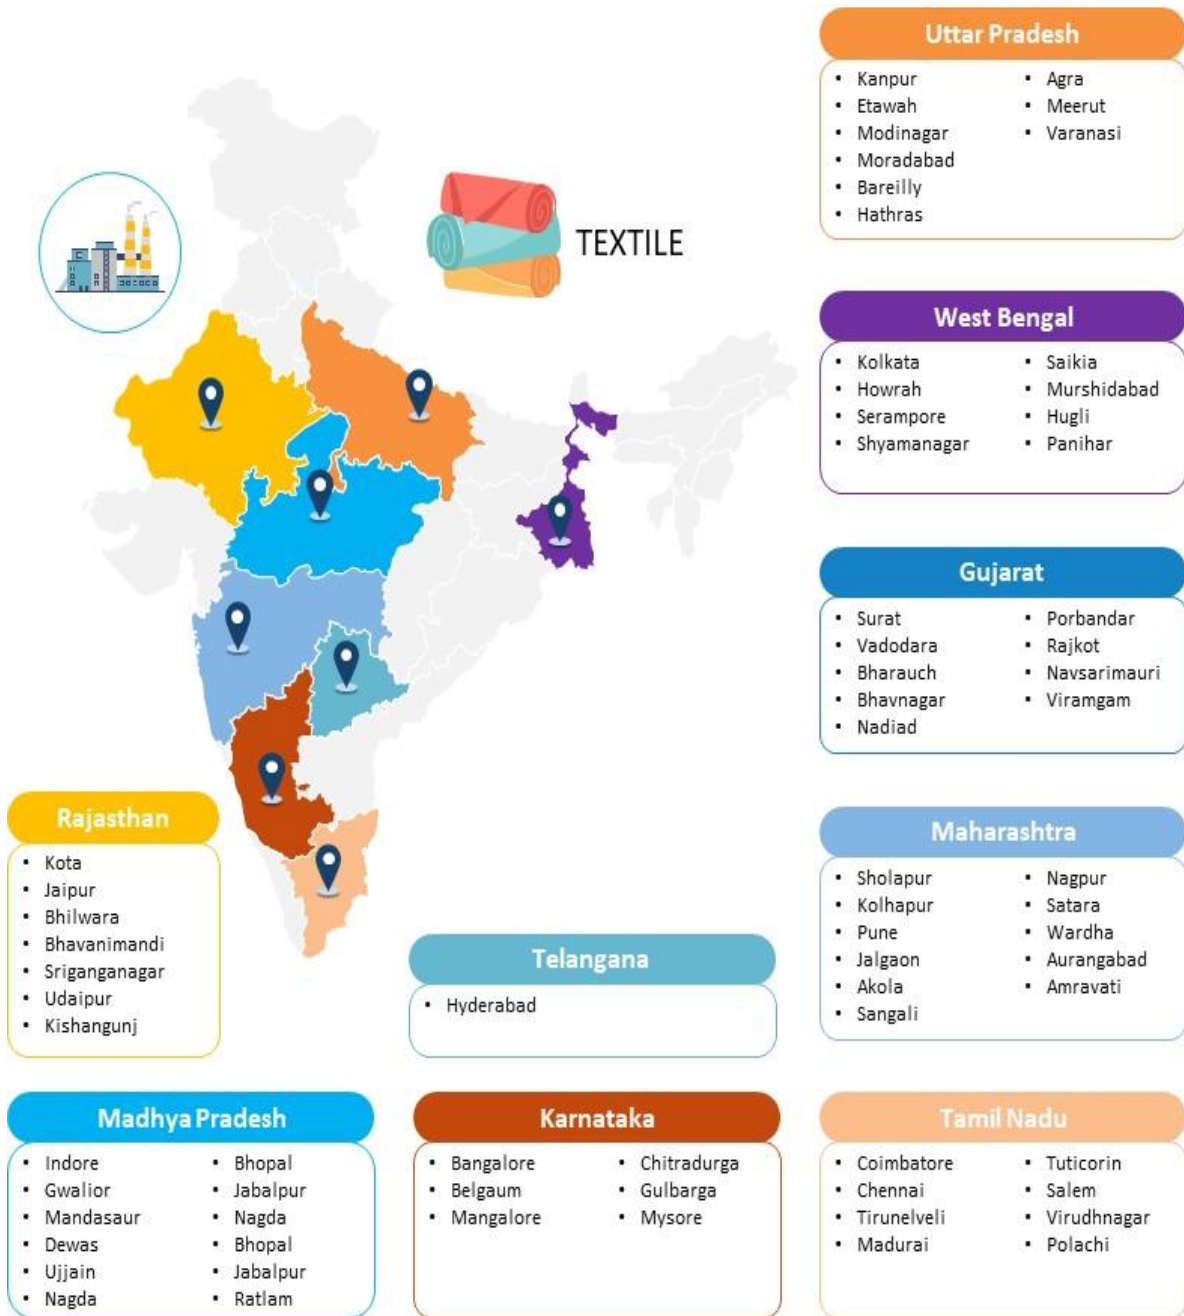 TEXTILE
Uttar Pradesh
• Kanpur
• Etawah
• Modinagar
• Moradabad
• Bareilly
• Hathras
• Agra
• Meerut
• Varanasi
West Bengal
• Kolkata
• Howrah
• Serampore
• Shyamanagar
• Saikia
• Murshidabad
• Hugli
• Panihar
Gujarat
• Surat
• Vadodara
• Bharauch
• Bhavnagar
• Nadiad
• Porbandar
• Rajkot
• Navsarimauri
• Viramgam
Rajasthan
• Kota
• Jaipur
• Bhilwara
• Bhavanimandi
• Sriganganagar
• Udaipur
• Kishangunj
Maharashtra
• Sholapur
• Kolhapur
• Pune
• Jalgaon
• Akola
• Sangali
• Nagpur
• Satara
• Wardha
• Aurangabad
• Amravati
Telangana
• Hyderabad
Madhya Pradesh
• Indore
• Gwalior
• Mandasaur
• Dewas
• Ujjain
• Nagda
• Bhopal
• Jabalpur
• Nagda
• Bhopal
• Jabalpur
• Ratlam
Karnataka
• Bangalore
• Belgaum
• Mangalore
• Chitradurga
• Gulbarga
• Mysore
Tamil Nadu
• Coimbatore
• Chennai
• Tirunelveli
• Madurai
• Tuticorin
• Salem
• Virudhnagar
• Polachi